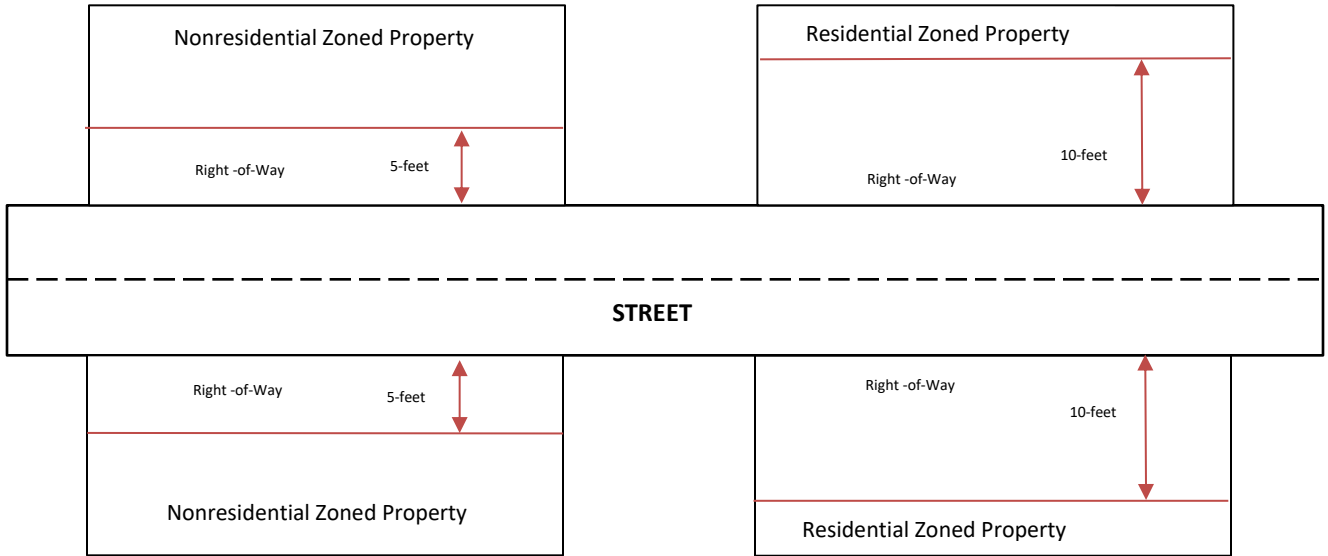 Nonresidential Zoned Property
Residential Zoned Property
Right -of-Way
5-feet
10-feet
Right -of-Way
STREET
Right -of-Way
5-feet
Right -of-Way
10-feet
Nonresidential Zoned Property
Residential Zoned Property